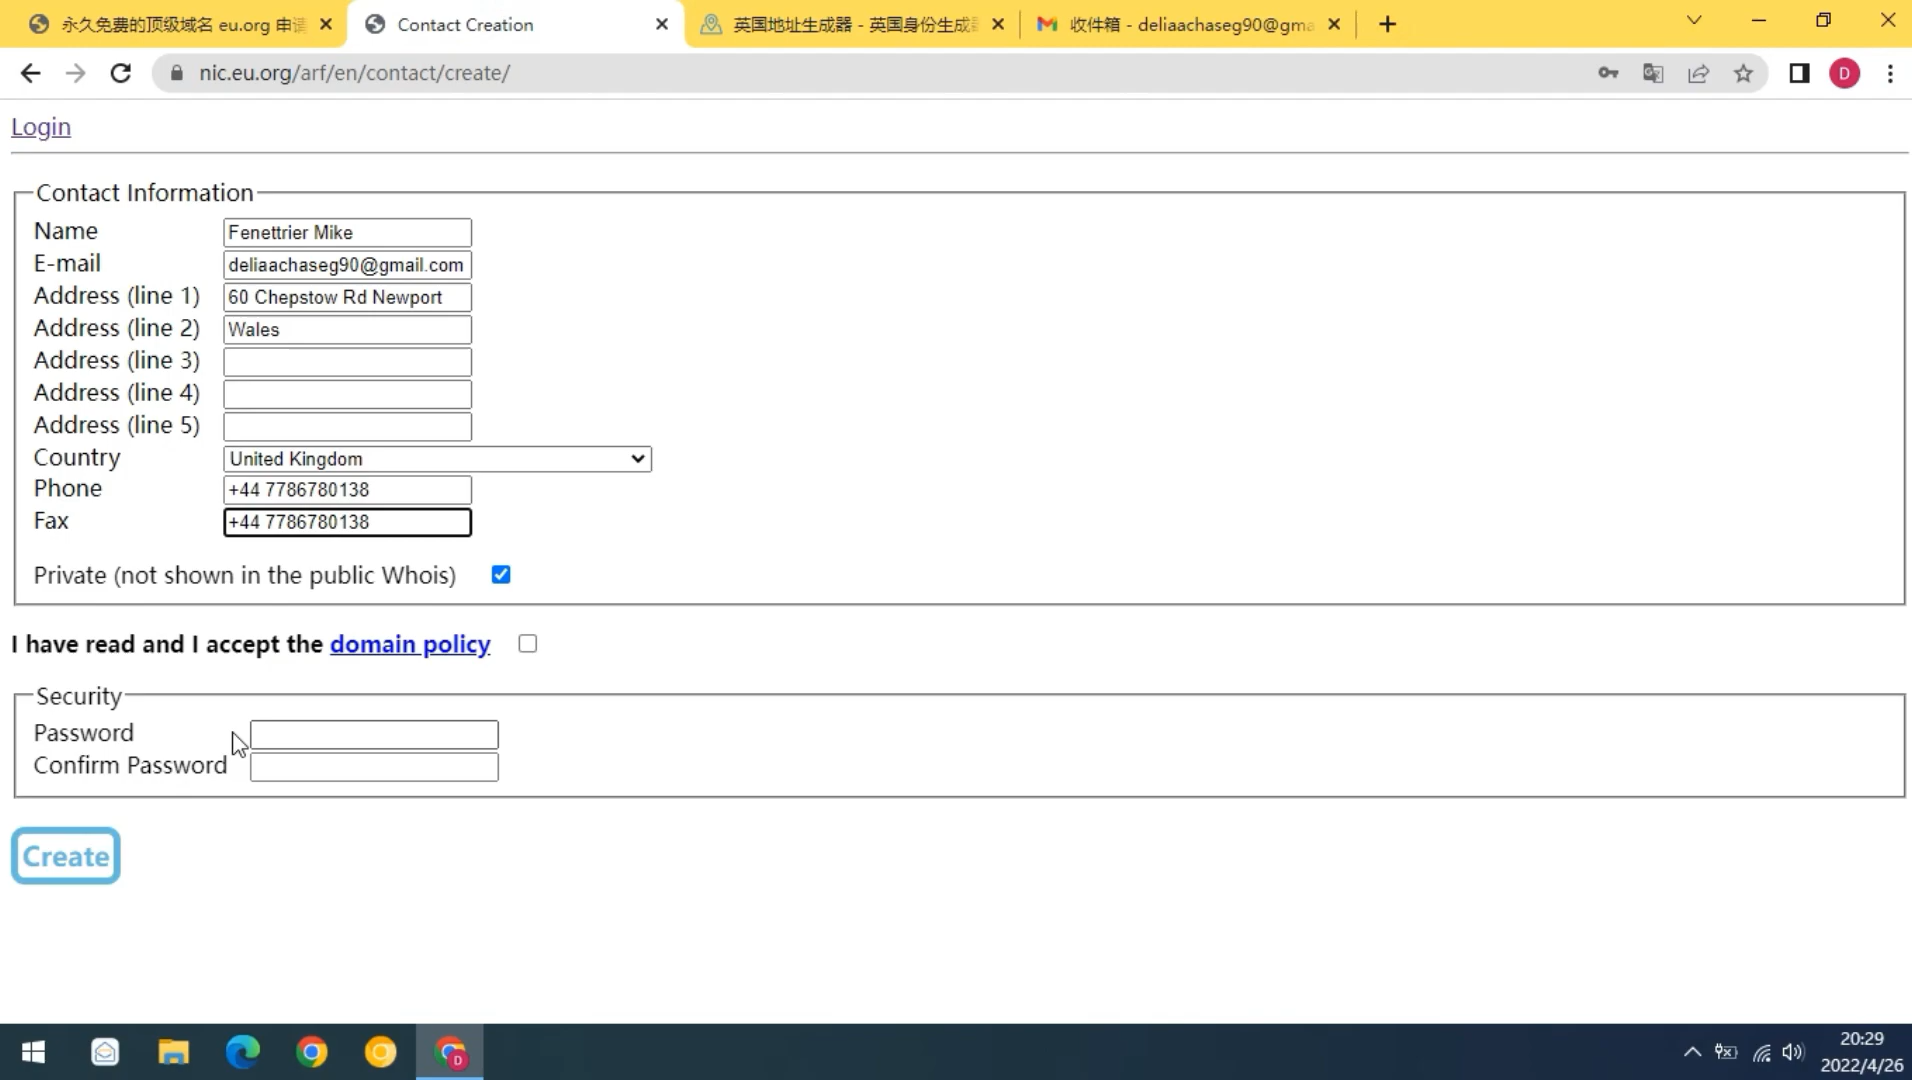 永久免费的顶级域名 eu.org 申请
Contact Creation
英国地址生成器 - 英国身份生成器
收件箱 - deliaachaseg90@gma
nic.eu.org/arf/en/contact/create/
D
Login
Contact Information
Name
Fenettrier Mike
E-mail
deliaachaseg90@gmail.com
Address (line 1)
60 Chepstow Rd Newport
Address (line 2)
Wales
Address (line 3)
Address (line 4)
Address (line 5)
Country
United Kingdom
Phone
+44 7786780138
Fax
+44 7786780138
Private (not shown in the public Whois)
I have read and I accept the domain policy
Security
Password
Confirm Password
Create
D
20:29
2022/4/26